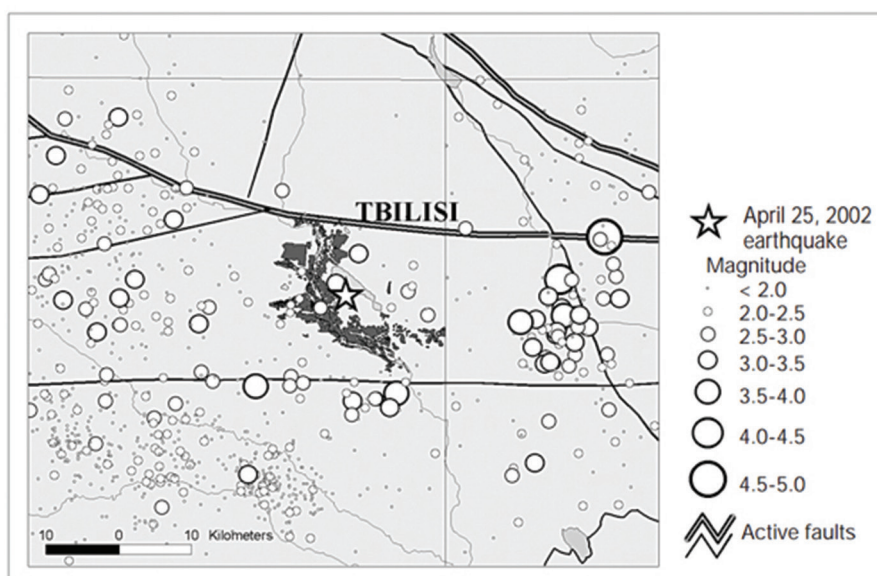 TBILISI
10 0 10 Kilometers
April 25, 2002
earthquake
Magnitude
< 2.0
2.0-2.5
2.5-3.0
3.0-3.5
3.5-4.0
4.0-4.5
4.5-5.0
Active faults